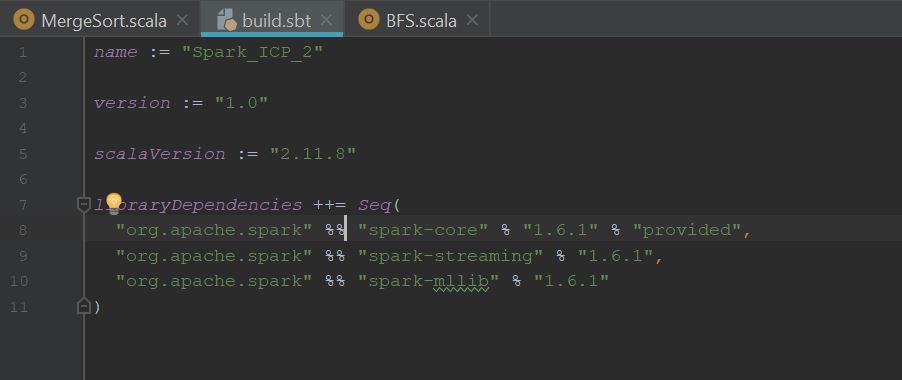 MergeSort.scala build.sbt BFS.scala
1 name := "Spark_ICP_2"
2
3 version := "1.0"
4
5 scalaVersion := "2.11.8"
6
7 libraryDependencies ++= Seq(
8 "org.apache.spark" %% "spark-core" % "1.6.1" % "provided",
9 "org.apache.spark" %% "spark-streaming" % "1.6.1",
10 "org.apache.spark" %% "spark-mllib" % "1.6.1"
11 )